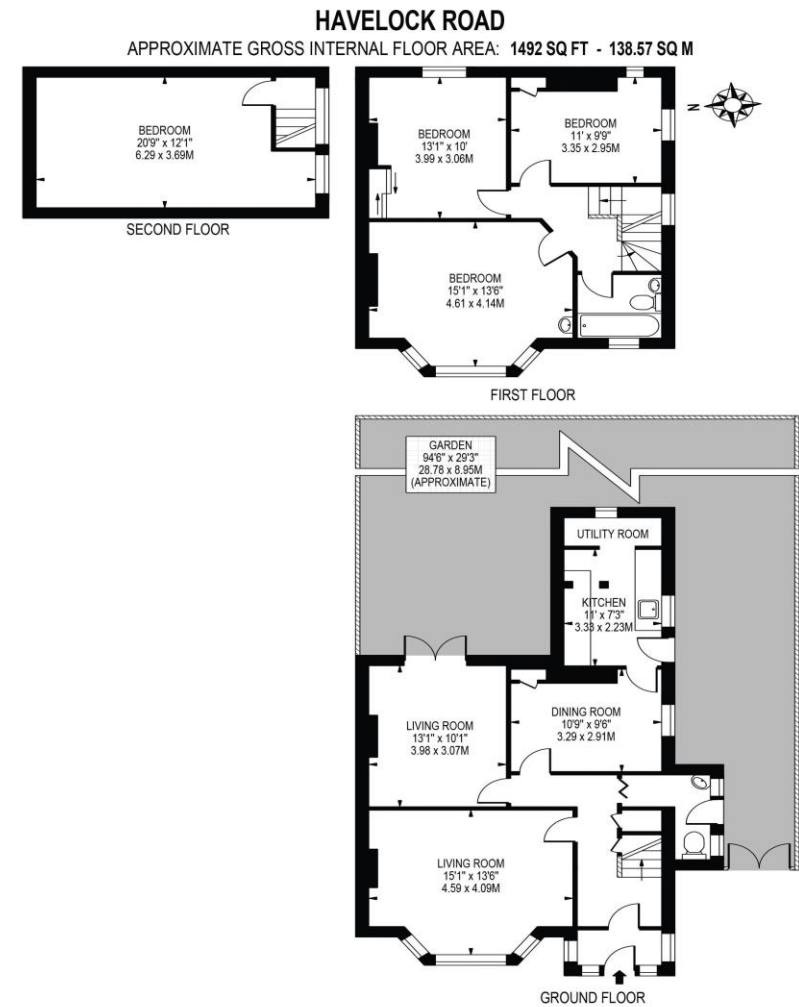 HAVELOCK ROAD
APPROXIMATE GROSS INTERNAL FLOOR AREA: 1492 SQ FT - 138.57 SQ M
BEDROOM
20'9" x 12'1"
6.29 x 3.69M
SECOND FLOOR
BEDROOM
13'1" x 10'
3.99 x 3.06M
BEDROOM
11' x 9'9"
3.35 x 2.95M
N
BEDROOM
15'1" x 13'6"
4.61 x 4.14M
FIRST FLOOR
GARDEN
94'6" x 29'3"
28.78 x 8.95M
(APPROXIMATE)
UTILITY ROOM
KITCHEN
11' x 7'3"
3.33 x 2.23M
LIVING ROOM
13'1" x 10'1"
3.98 x 3.07M
DINING ROOM
10'9" x 9'6"
3.29 x 2.91M
LIVING ROOM
15'1" x 13'6"
4.59 x 4.09M
GROUND FLOOR